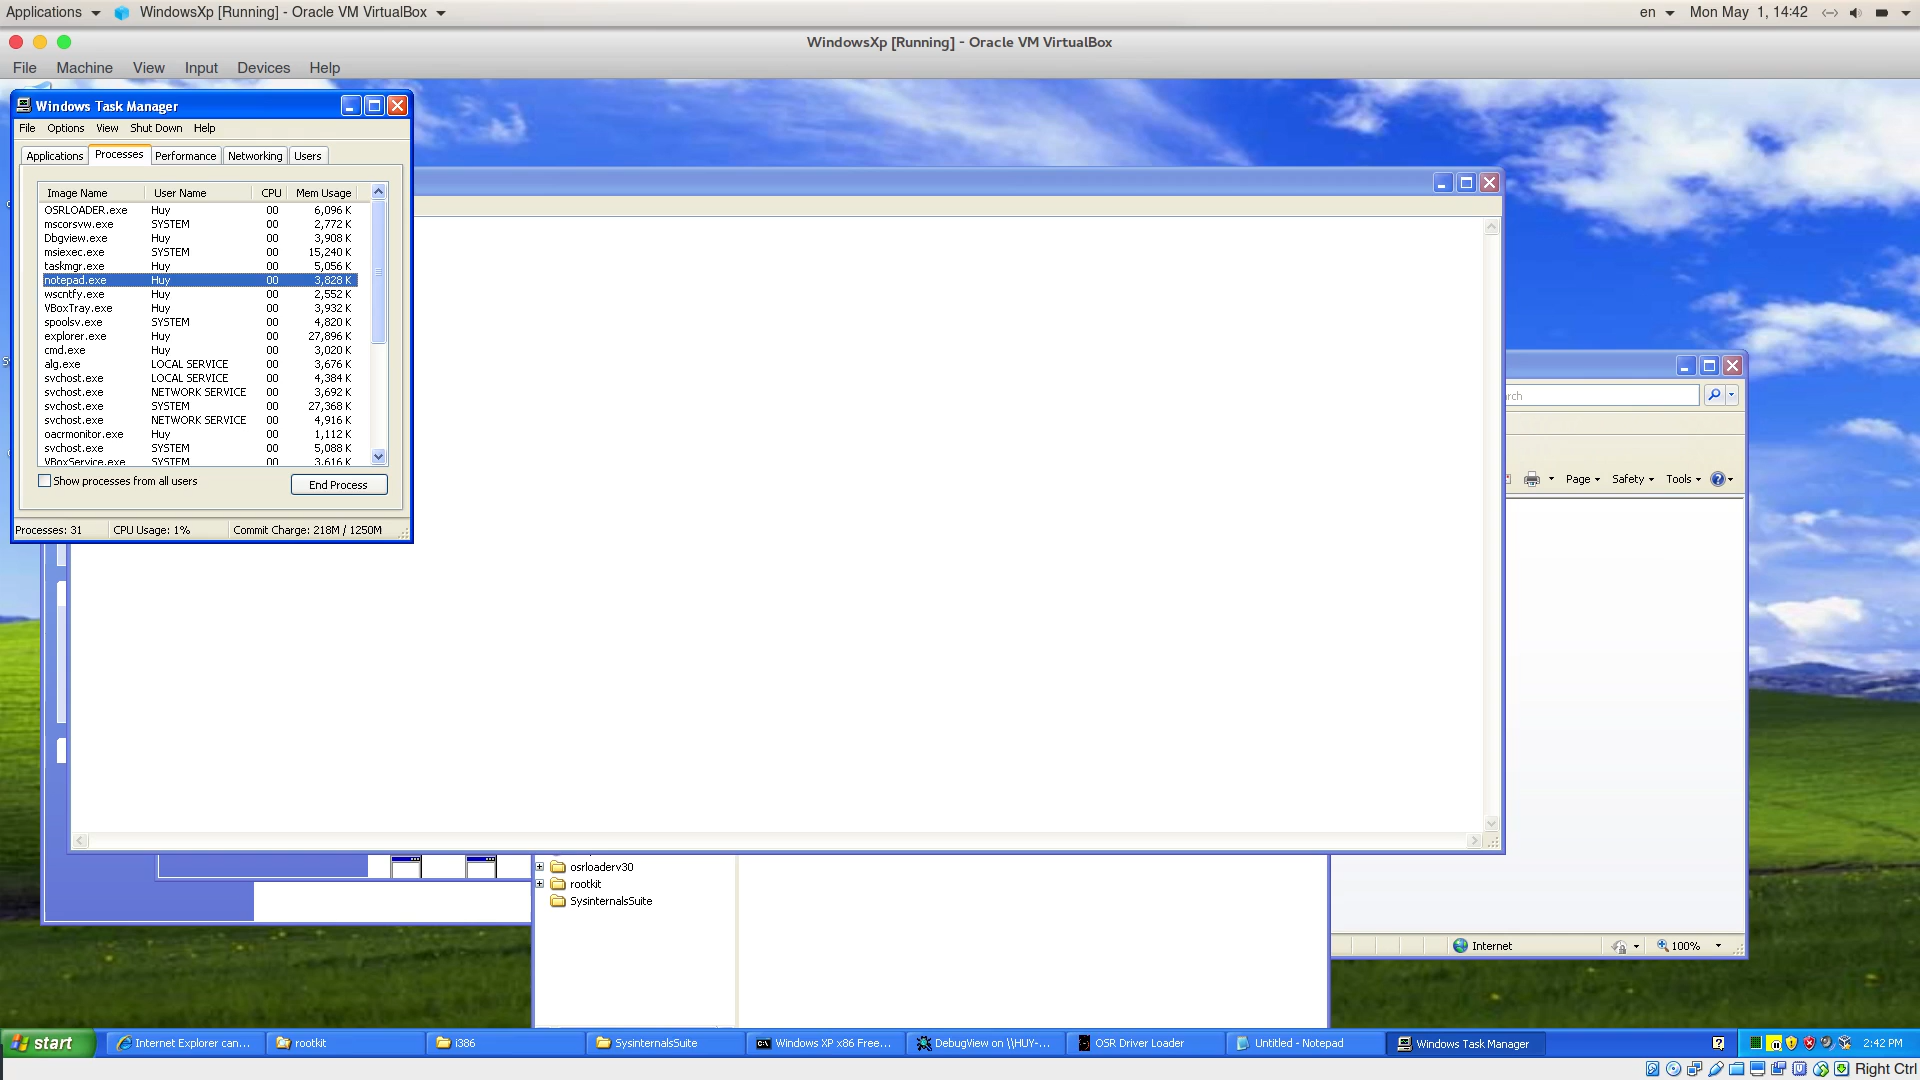 Applications WindowsXp [Running] - Oracle VM VirtualBox en Mon May 1, 14:42
WindowsXp [Running] - Oracle VM VirtualBox
File Machine View Input Devices Help
Windows Task Manager
File Options View Shut Down Help
Applications Processes Performance Networking Users
Image Name User Name CPU Mem Usage
OSRLOADER.exe Huy 00 6,096 K
mscorsvw.exe SYSTEM 00 2,772 K
Dbgview.exe Huy 00 3,908 K
msiexec.exe SYSTEM 00 15,240 K
taskmgr.exe Huy 00 5,056 K
notepad.exe Huy 00 3,828 K
wscntfy.exe Huy 00 2,552 K
VBoxTray.exe Huy 00 3,932 K
spoolsv.exe SYSTEM 00 4,820 K
explorer.exe Huy 00 27,896 K
cmd.exe Huy 00 3,020 K
alg.exe LOCAL SERVICE 00 3,676 K
svchost.exe LOCAL SERVICE 00 4,384 K
svchost.exe NETWORK SERVICE 00 3,692 K
svchost.exe SYSTEM 00 27,368 K
svchost.exe NETWORK SERVICE 00 4,916 K
oacrmonitor.exe Huy 00 1,112 K
svchost.exe SYSTEM 00 5,088 K
VBoxService.exe SYSTEM 00 3,616 K
Show processes from all users End Process
Processes: 31 CPU Usage: 1% Commit Charge: 218M / 1250M
rch
Page Safety Tools
osrloaderv30
rootkit
SysinternalsSuite
Internet 100%
start Internet Explorer can... rootkit i386 SysinternalsSuite Windows XP x86 Free... DebugView on \\HUY-... OSR Driver Loader Untitled - Notepad Windows Task Manager 2:42 PM
Right Ctrl